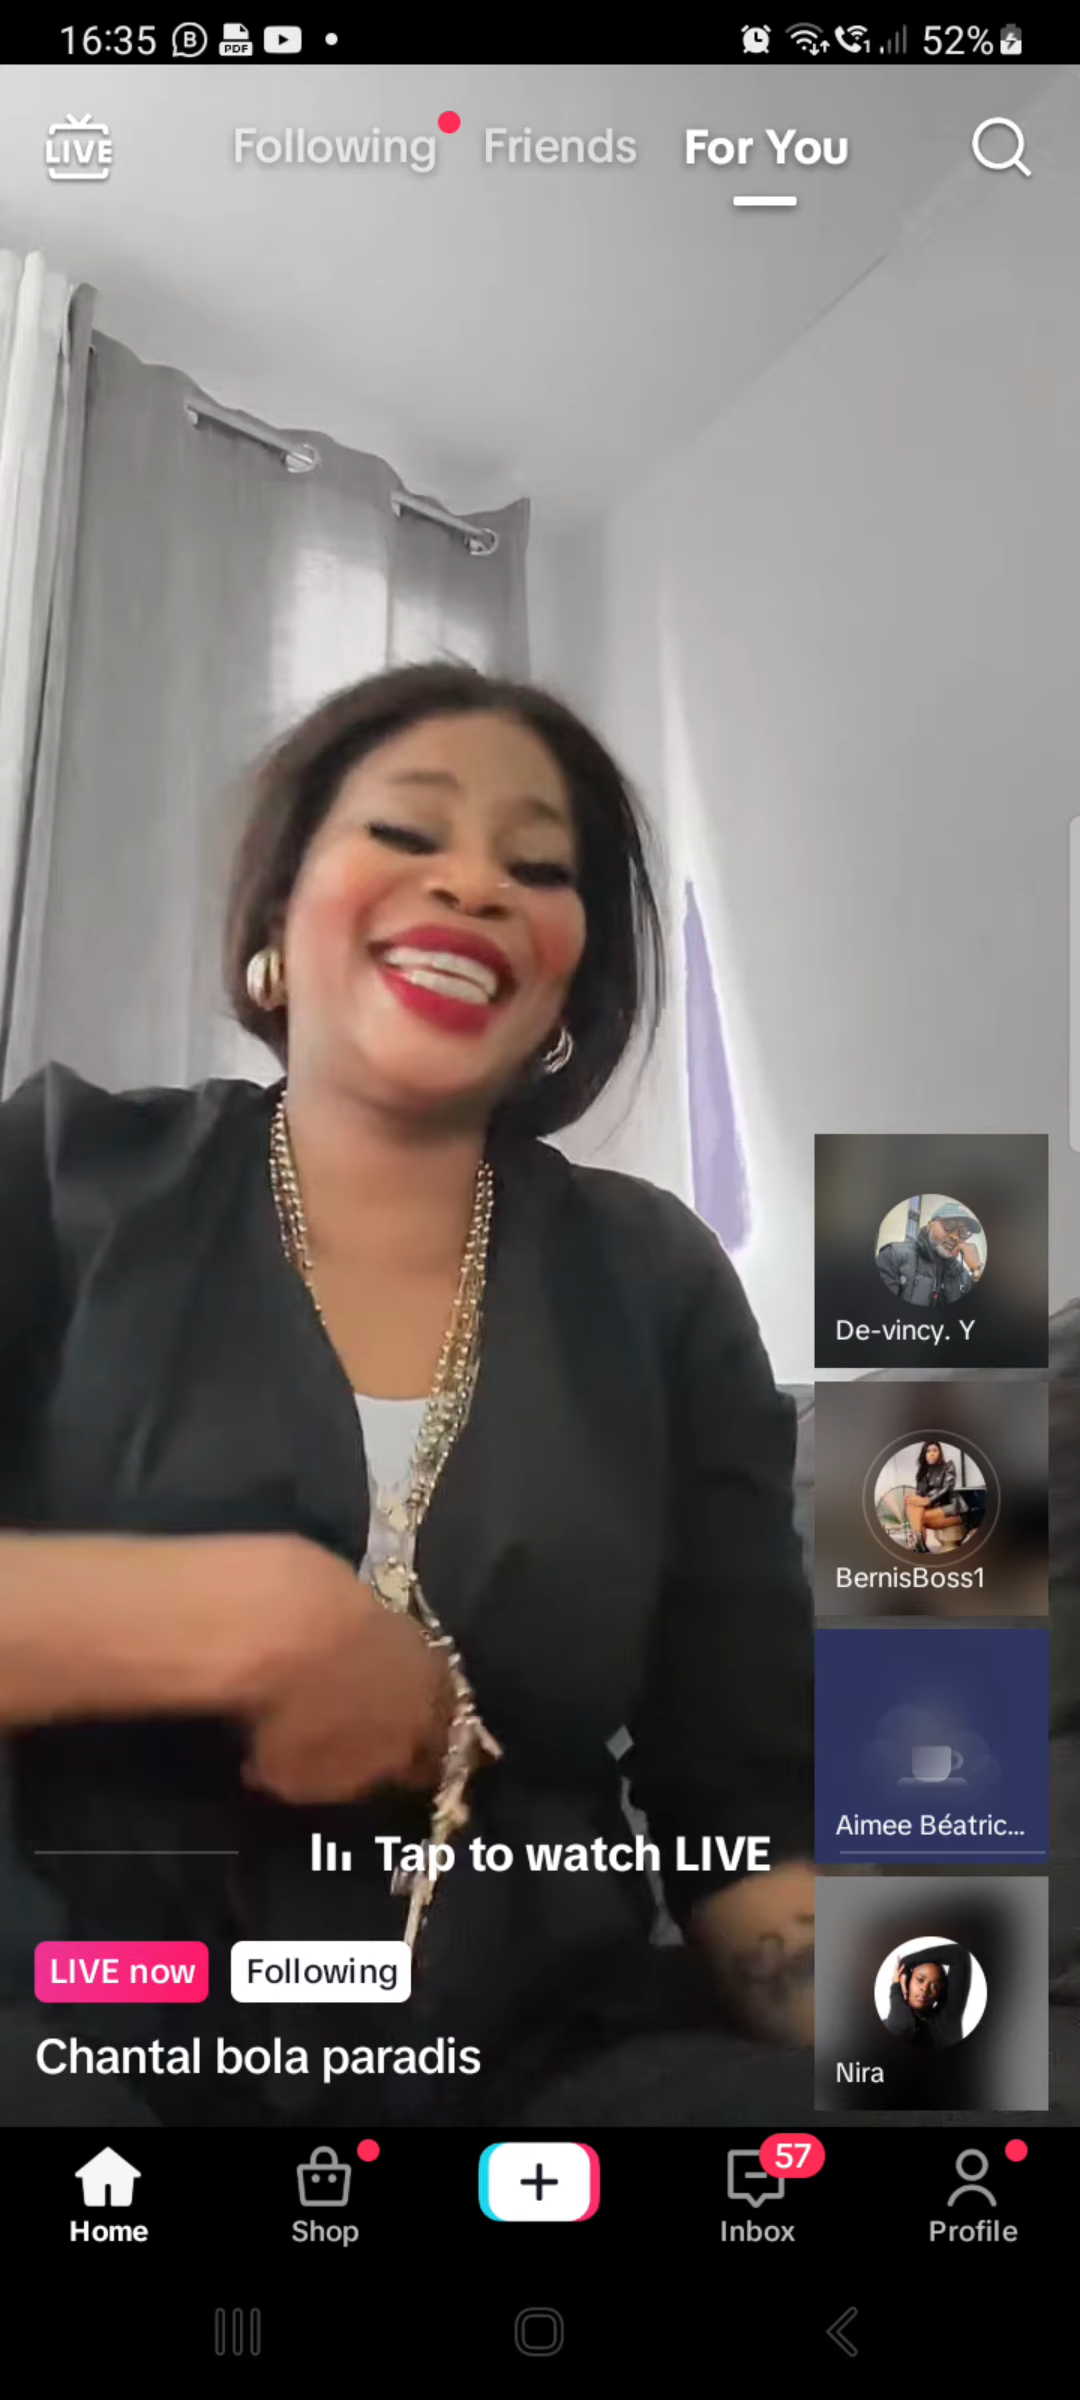 16:35
PDF
52%
LIVE
Following Friends For You
De-vincy. Y
BernisBoss1
Aimee Béatric...
Tap to watch LIVE
LIVE now Following
Chantal bola paradis
Nira
57
Home Shop Inbox Profile